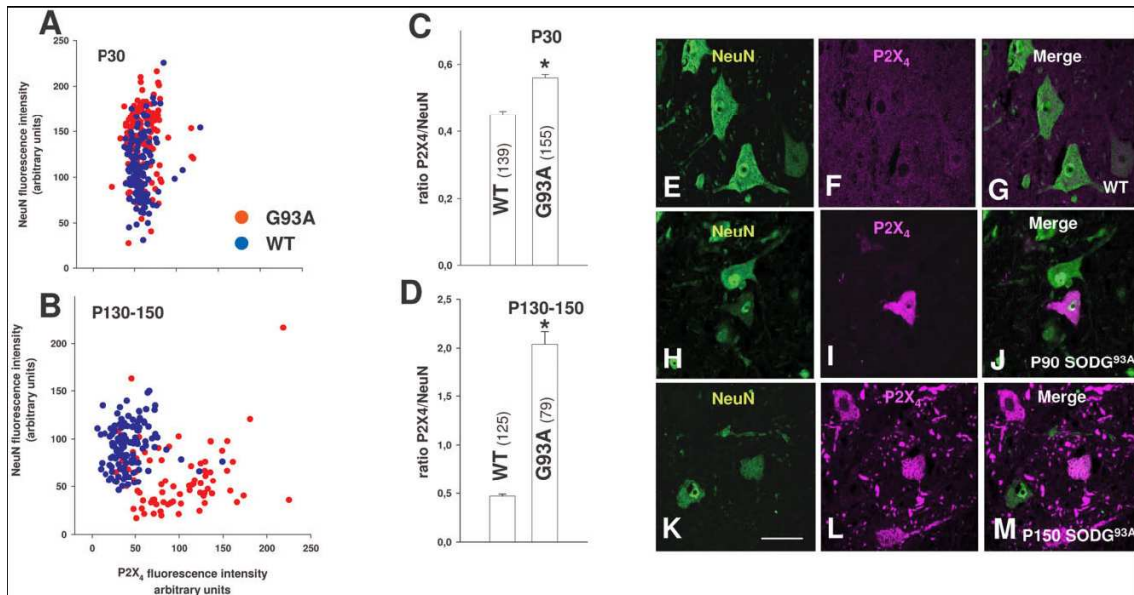 A
P30
NeuN fluorescence intensity
(arbitrary units)
250
200
150
100
50
0
G93A
WT
B
P130-150
NeuN fluorescence intensity
(arbitrary units)
200
150
100
50
0
0 50 100 150 200 250
P2X₄ fluorescence intensity
arbitrary units
C
P30
ratio P2X4/NeuN
0,6
0,4
0,2
0,0
*
WT (139)
G93A (155)
D
P130-150
ratio P2X4/NeuN
2,5
2,0
1,5
1,0
0,5
0,0
*
WT (125)
G93A (79)
NeuN
E
P2X₄
F
Merge
G
WT
NeuN
H
P2X₄
I
Merge
J
P90 SODG⁹³ᴬ
NeuN
K
P2X₄
L
Merge
M
P150 SODG⁹³ᴬ